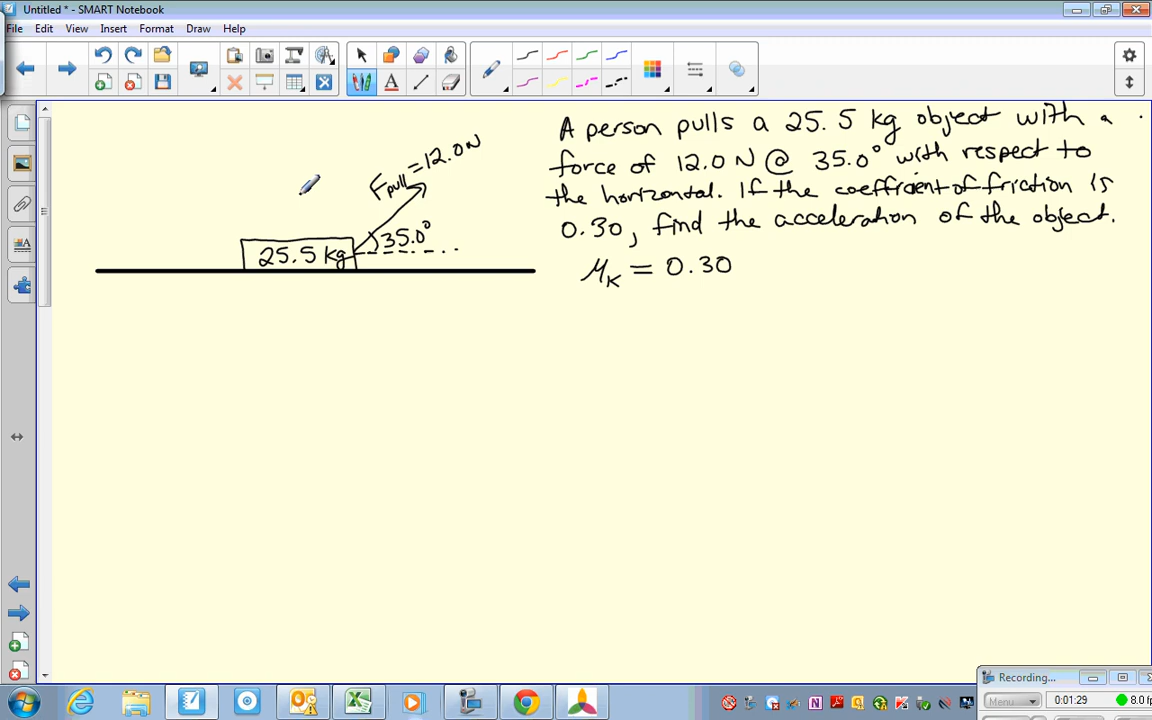 Untitled * - SMART Notebook
File Edit View Insert Format Draw Help
A person pulls a 25.5 kg object with a
force of 12.0 N @ 35.0° with respect to
the horizontal. If the coefficient of friction is
0.30, find the acceleration of the object.
μK = 0.30
Fpull = 12.0N
35.0°
25.5 kg
Recording...
Menu 0:01:29 8.0 f